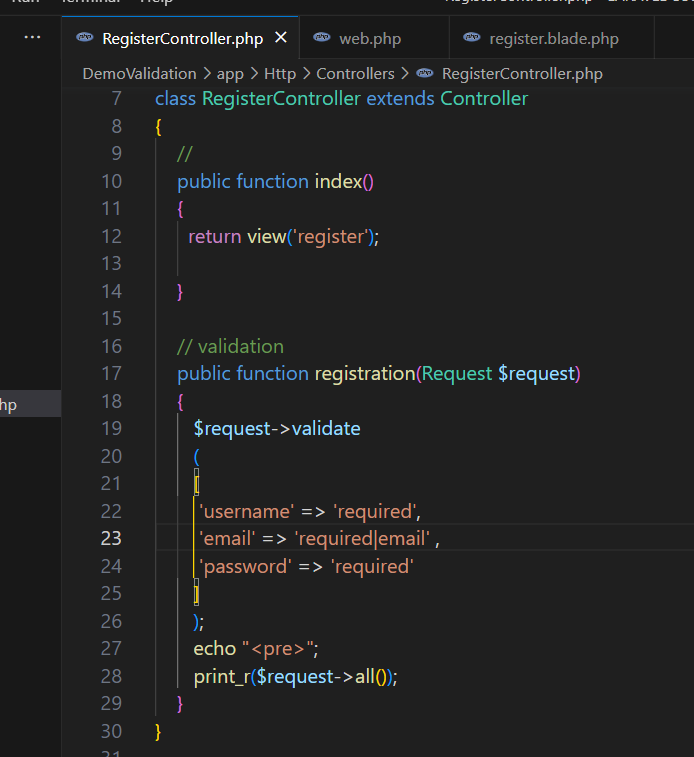 Terminal Help
RegisterController.php × web.php register.blade.php
DemoValidation > app > Http > Controllers > RegisterController.php
7 class RegisterController extends Controller
8 {
9 //
10 public function index()
11 {
12 return view('register');
13
14 }
15
16 // validation
17 public function registration(Request $request)
hp
18 {
19 $request->validate
20 (
21 [
22 'username' => 'required',
23 'email' => 'required|email' ,
24 'password' => 'required'
25 ]
26 );
27 echo "<pre>";
28 print_r($request->all());
29 }
30 }